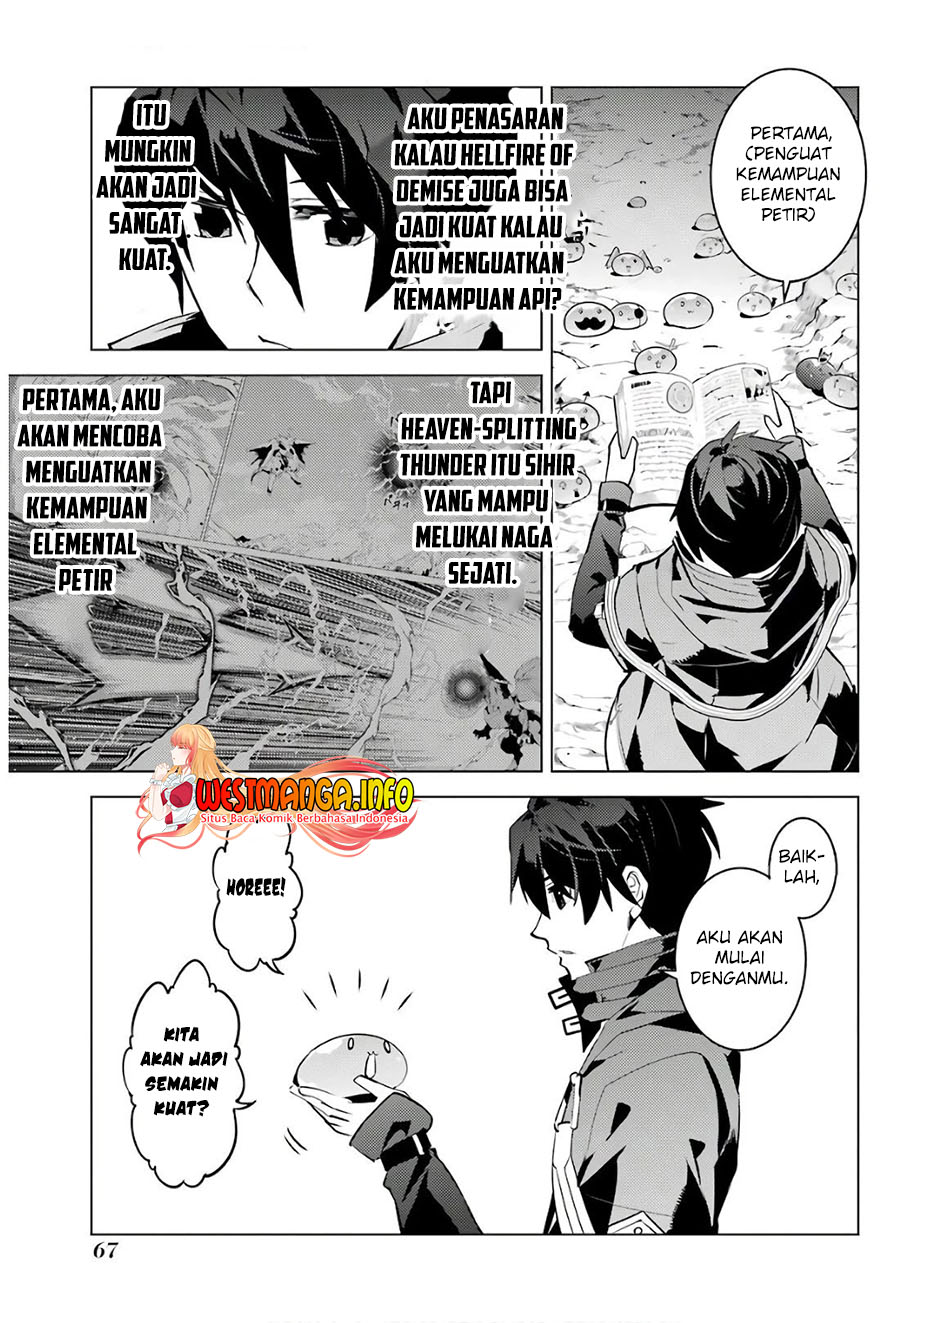 PERTAMA,
(PENGUAT
KEMAMPUAN
ELEMENTAL
PETIR)
AKU PENASARAN
KALAU HELLFIRE OF
DEMISE JUGA BISA
JADI KUAT KALAU
AKU MENGUATKAN
KEMAMPUAN API?
ITU
MUNGKIN
AKAN JADI
SANGAT
KUAT.
TAPI
HEAVEN-SPLITTING
THUNDER ITU SIHIR
YANG MAMPU
MELUKAI NAGA
SEJATI.
PERTAMA, AKU
AKAN MENCOBA
MENGUATKAN
KEMAMPUAN
ELEMENTAL
PETIR
WESTMANGA.INFO
Situs Baca Komik Berbahasa Indonesia
BAIK-
LAH,
AKU AKAN
MULAI
DENGANMU.
HOREEE!
KITA
AKAN JADI
SEMAKIN
KUAT?
67